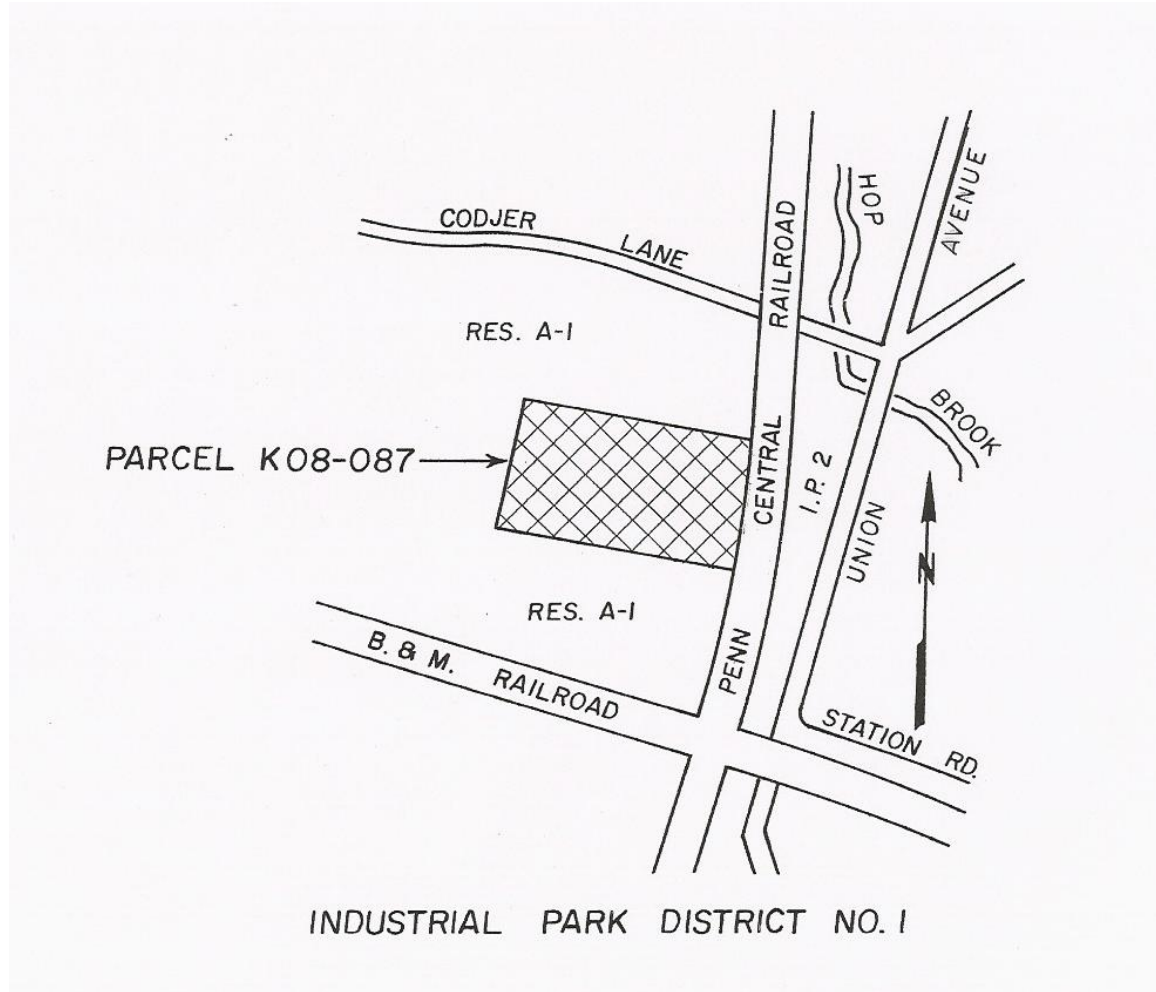 CODJER LANE
RAILROAD
HOP
AVENUE
RES. A-1
BROOK
PARCEL K08-087
CENTRAL
I.P. 2
UNION
N
RES. A-1
PENN
B. & M. RAILROAD
STATION RD.
INDUSTRIAL PARK DISTRICT NO. 1